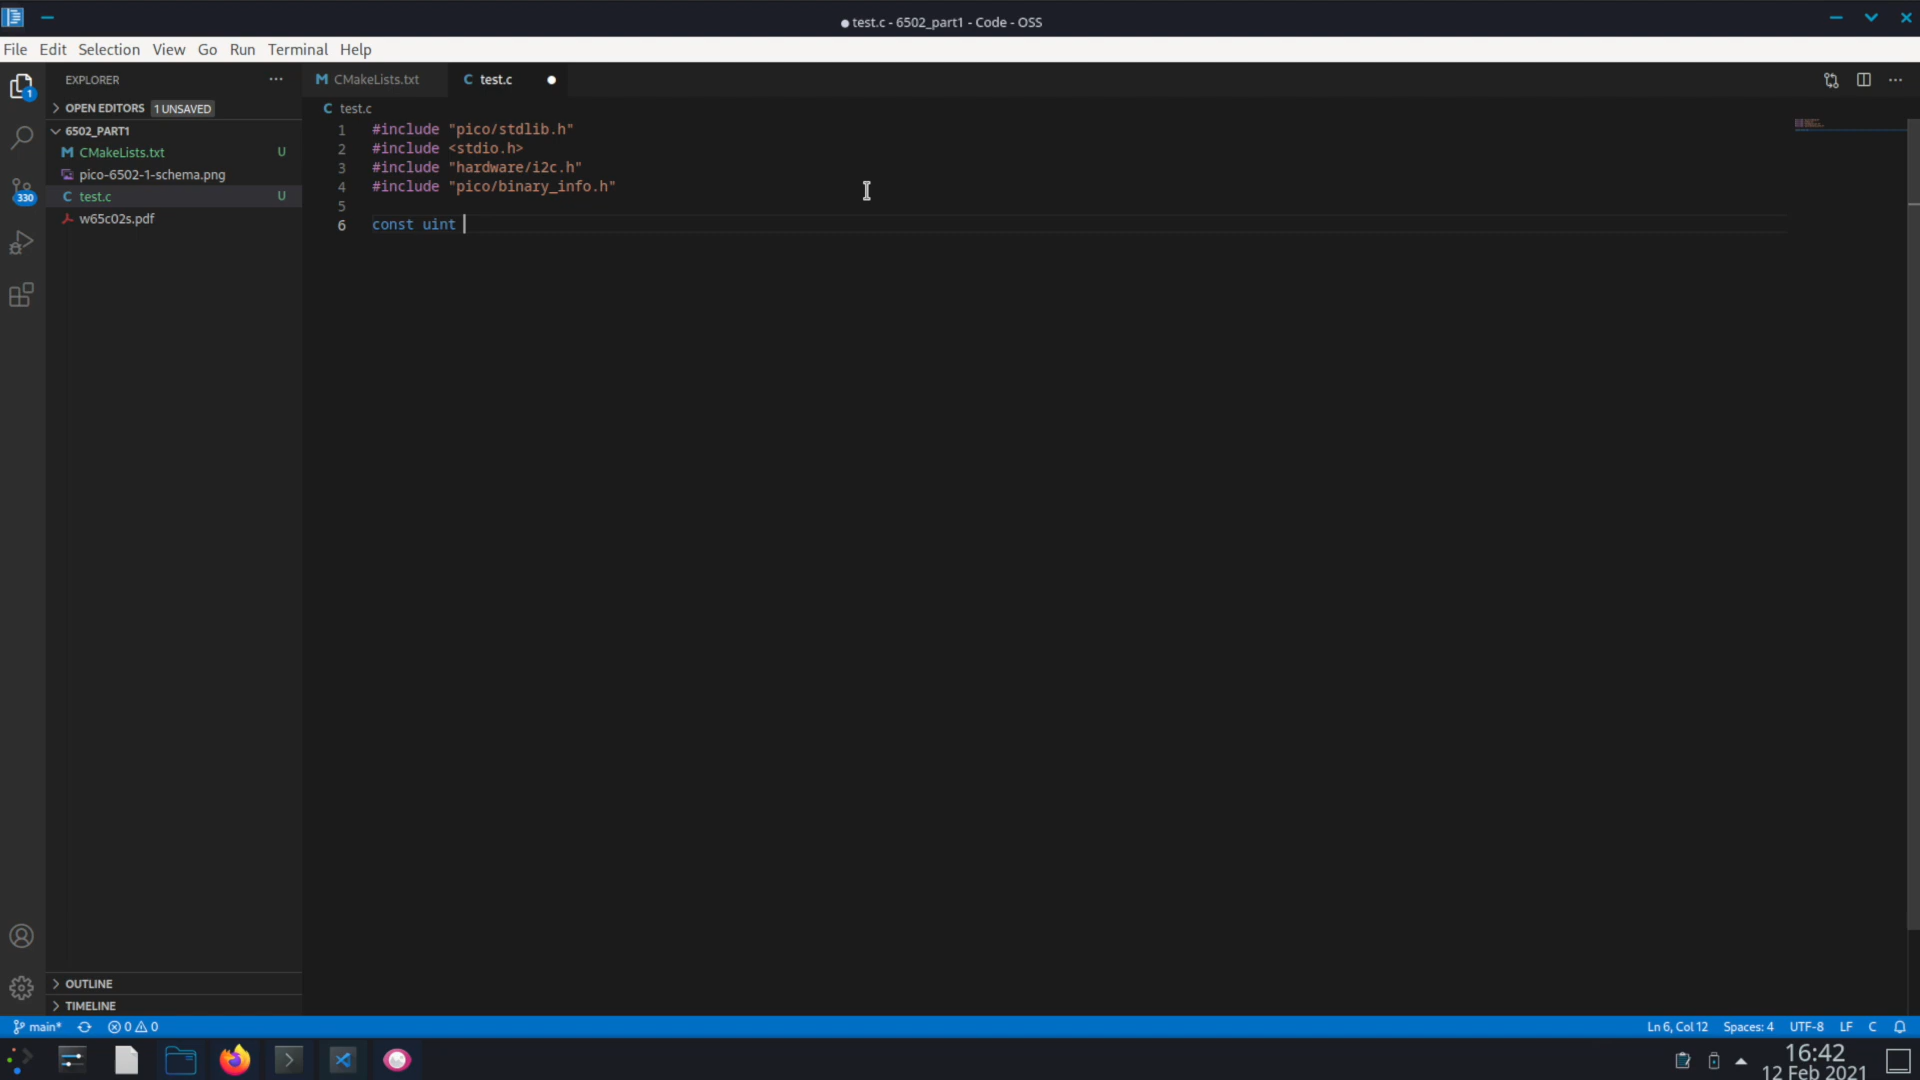 test.c - 6502_part1 - Code - OSS
File Edit Selection View Go Run Terminal Help
EXPLORER
CMakeLists.txt
test.c
OPEN EDITORS 1 UNSAVED
6502_PART1
CMakeLists.txt U
pico-6502-1-schema.png
test.c U
w65c02s.pdf
1
330
test.c
1 #include "pico/stdlib.h"
2 #include <stdio.h>
3 #include "hardware/i2c.h"
4 #include "pico/binary_info.h"
5
6 const uint
OUTLINE
TIMELINE
main* 0 0
Ln 6, Col 12 Spaces: 4 UTF-8 LF C
16:42
12 Feb 2021